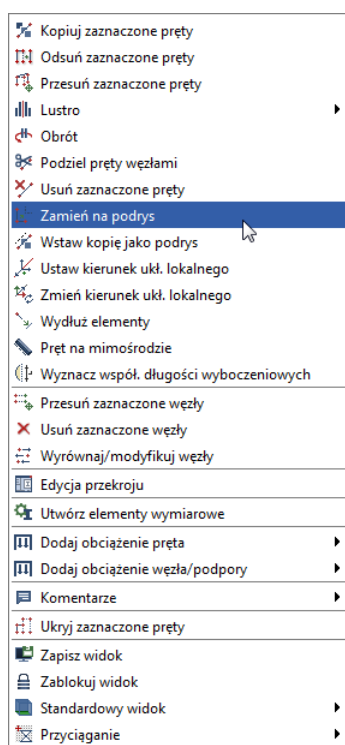 Kopiuj zaznaczone pręty
Odsuń zaznaczone pręty
Przesuń zaznaczone pręty
Lustro
Obrót
Podziel pręty węzłami
Usuń zaznaczone pręty
Zamień na podrys
Wstaw kopię jako podrys
Ustaw kierunek ukł. lokalnego
Zmień kierunek ukł. lokalnego
Wydłuż elementy
Pręt na mimośrodzie
Wyznacz współ. długości wyboczeniowych
Przesuń zaznaczone węzły
Usuń zaznaczone węzły
Wyrównaj/modyfikuj węzły
Edycja przekroju
Utwórz elementy wymiarowe
Dodaj obciążenie pręta
Dodaj obciążenie węzła/podpory
Komentarze
Ukryj zaznaczone pręty
Zapisz widok
Zablokuj widok
Standardowy widok
Przyciąganie